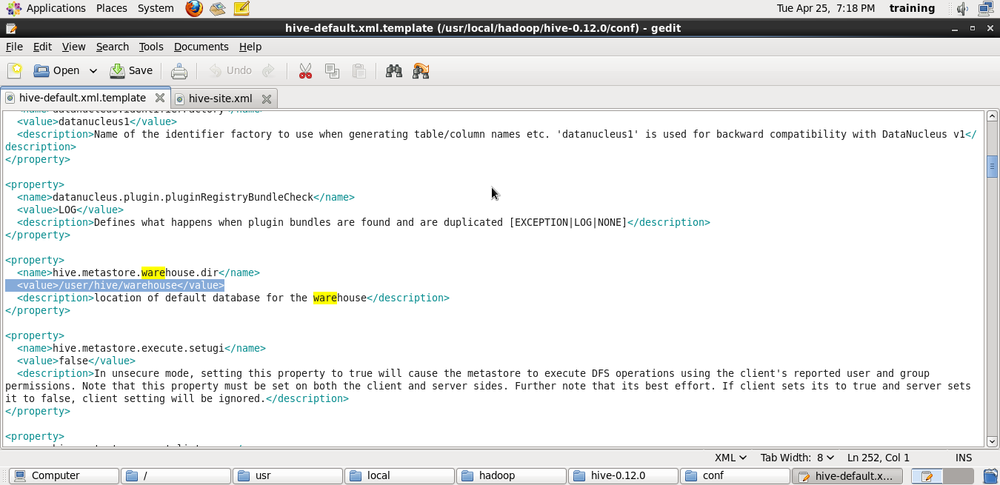 Applications Places System Tue Apr 25, 7:18 PM training
hive-default.xml.template (/usr/local/hadoop/hive-0.12.0/conf) - gedit
File Edit View Search Tools Documents Help
Open Save Undo
hive-default.xml.template hive-site.xml
<value>datanucleus1</value>
<description>Name of the identifier factory to use when generating table/column names etc. 'datanucleus1' is used for backward compatibility with DataNucleus v1</
description>
</property>
<property>
<name>datanucleus.plugin.pluginRegistryBundleCheck</name>
<value>LOG</value>
<description>Defines what happens when plugin bundles are found and are duplicated [EXCEPTION|LOG|NONE]</description>
</property>
<property>
<name>hive.metastore.warehouse.dir</name>
<value>/user/hive/warehouse</value>
<description>location of default database for the warehouse</description>
</property>
<property>
<name>hive.metastore.execute.setugi</name>
<value>false</value>
<description>In unsecure mode, setting this property to true will cause the metastore to execute DFS operations using the client's reported user and group
permissions. Note that this property must be set on both the client and server sides. Further note that its best effort. If client sets its to true and server sets
it to false, client setting will be ignored.</description>
</property>
<property>
XML Tab Width: 8 Ln 252, Col 1 INS
Computer / usr local hadoop hive-0.12.0 conf hive-default.x...